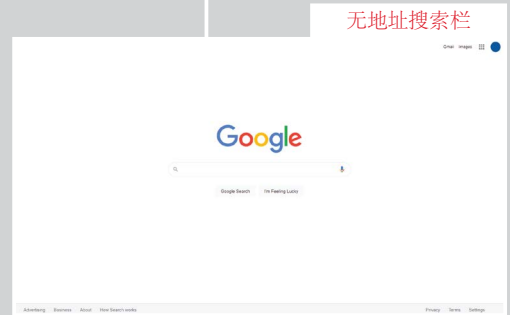 无地址搜索栏
Gmail Images
Google
Google Search I'm Feeling Lucky
Advertising Business About How Search works Privacy Terms Settings